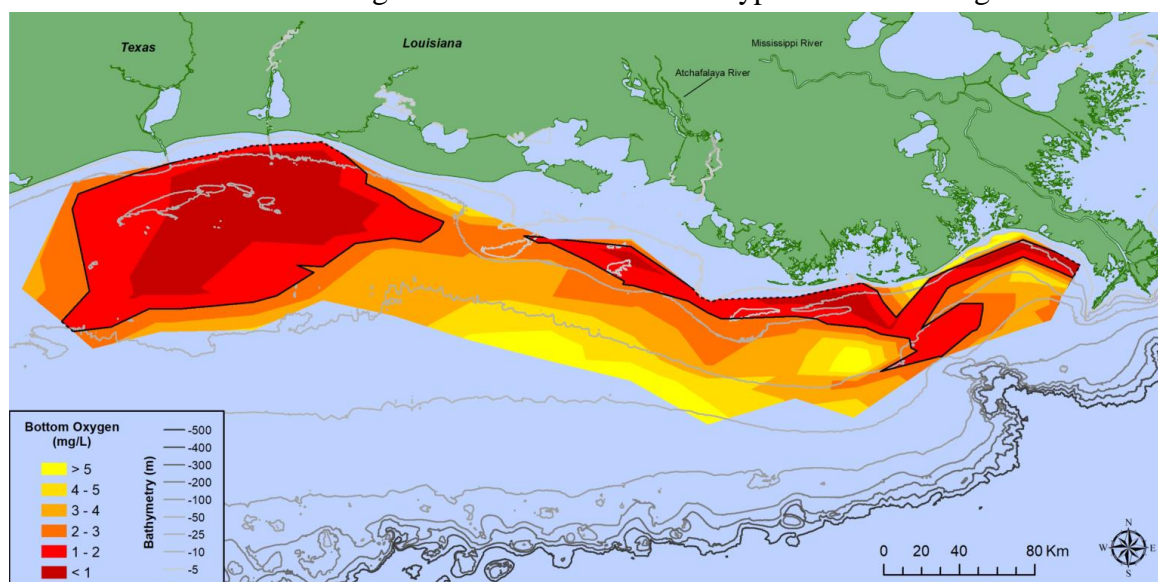 Texas
Louisiana
Mississippi River
Atchafalaya River
Bottom Oxygen
(mg/L)
> 5
4 - 5
3 - 4
2 - 3
1 - 2
< 1
Bathymetry (m)
-500
-400
-300
-200
-100
-50
-25
-10
-5
N
W E
S
0 20 40 80 Km